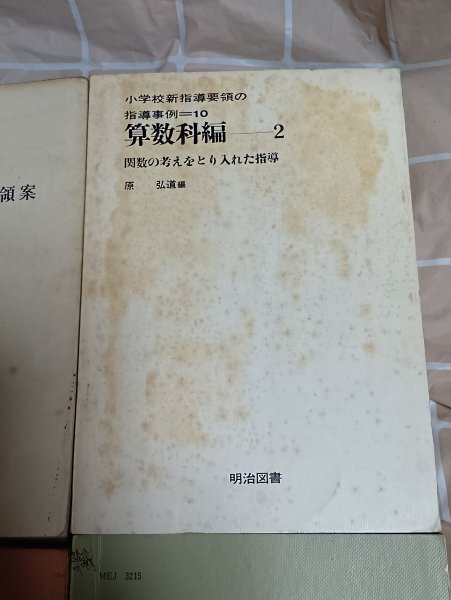 小学校新指導要領の
指導事例=10
算数科編——2
関数の考えをとり入れた指導
原 弘道編
明治図書
領案
MEJ 3215